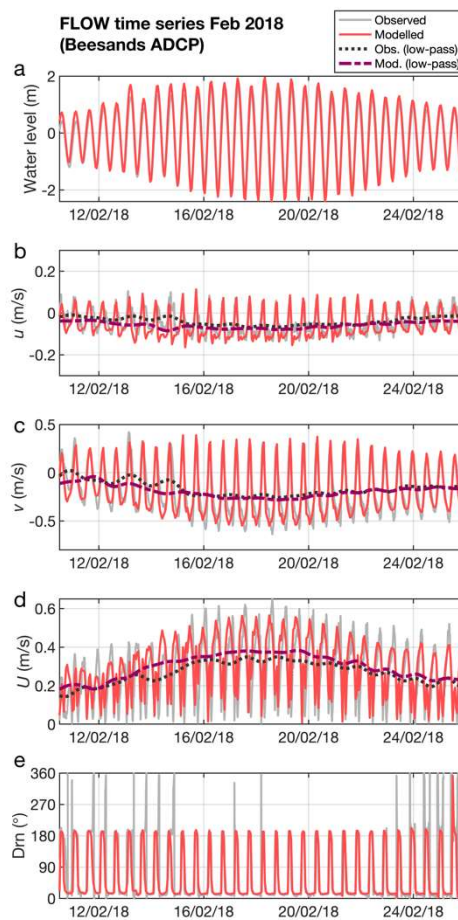 FLOW time series Feb 2018
(Beesands ADCP)
Observed
Modelled
Obs. (low-pass)
Mod. (low-pass)
a
Water level (m)
2
0
-2
12/02/18 16/02/18 20/02/18 24/02/18
b
u (m/s)
0.2
0
-0.2
12/02/18 16/02/18 20/02/18 24/02/18
c
v (m/s)
0.5
0
-0.5
12/02/18 16/02/18 20/02/18 24/02/18
d
U (m/s)
0.6
0.4
0.2
0
12/02/18 16/02/18 20/02/18 24/02/18
e
Drn (°)
360
270
180
90
0
12/02/18 16/02/18 20/02/18 24/02/18